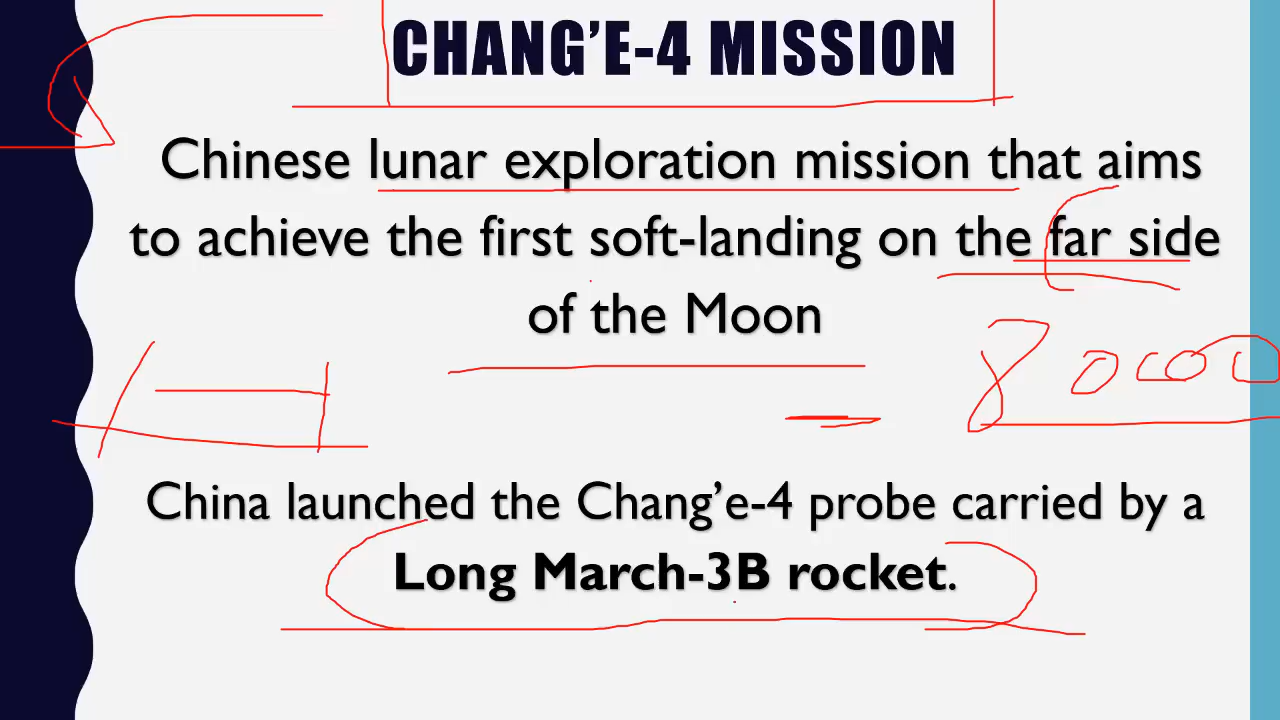 CHANG’E-4 MISSION
Chinese lunar exploration mission that aims
to achieve the first soft-landing on the far side
of the Moon
80000
China launched the Chang’e-4 probe carried by a
Long March-3B rocket.